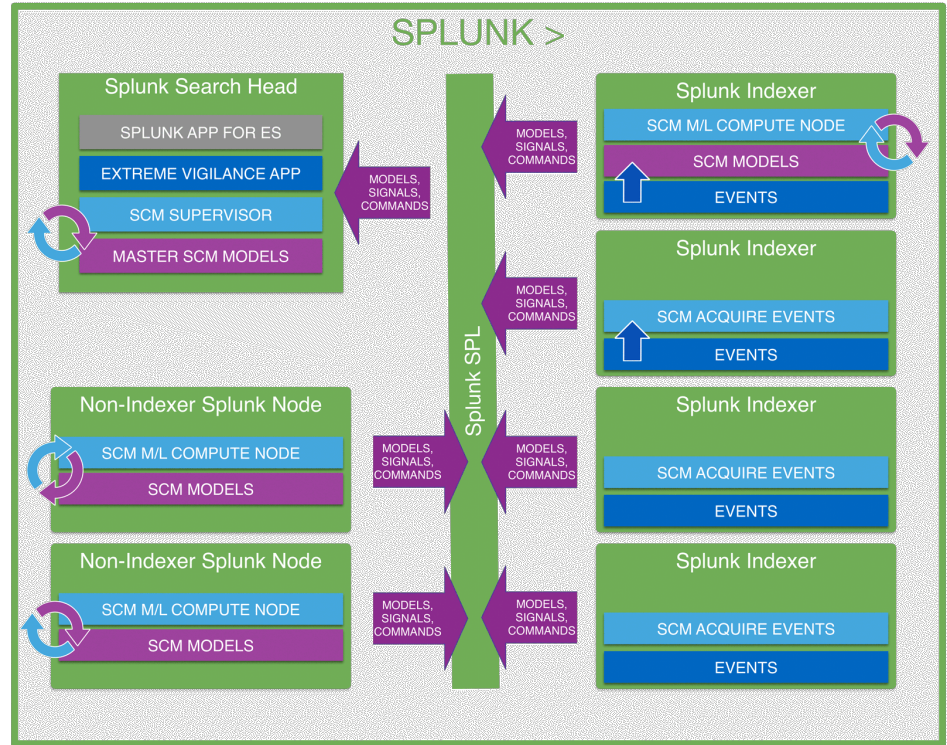 SPLUNK >
Splunk Search Head
SPLUNK APP FOR ES
EXTREME VIGILANCE APP
SCM SUPERVISOR
MASTER SCM MODELS
MODELS,
SIGNALS,
COMMANDS
Non-Indexer Splunk Node
SCM M/L COMPUTE NODE
SCM MODELS
MODELS,
SIGNALS,
COMMANDS
Non-Indexer Splunk Node
SCM M/L COMPUTE NODE
SCM MODELS
MODELS,
SIGNALS,
COMMANDS
Splunk SPL
MODELS,
SIGNALS,
COMMANDS
Splunk Indexer
SCM M/L COMPUTE NODE
SCM MODELS
EVENTS
MODELS,
SIGNALS,
COMMANDS
Splunk Indexer
SCM ACQUIRE EVENTS
EVENTS
MODELS,
SIGNALS,
COMMANDS
Splunk Indexer
SCM ACQUIRE EVENTS
EVENTS
MODELS,
SIGNALS,
COMMANDS
Splunk Indexer
SCM ACQUIRE EVENTS
EVENTS